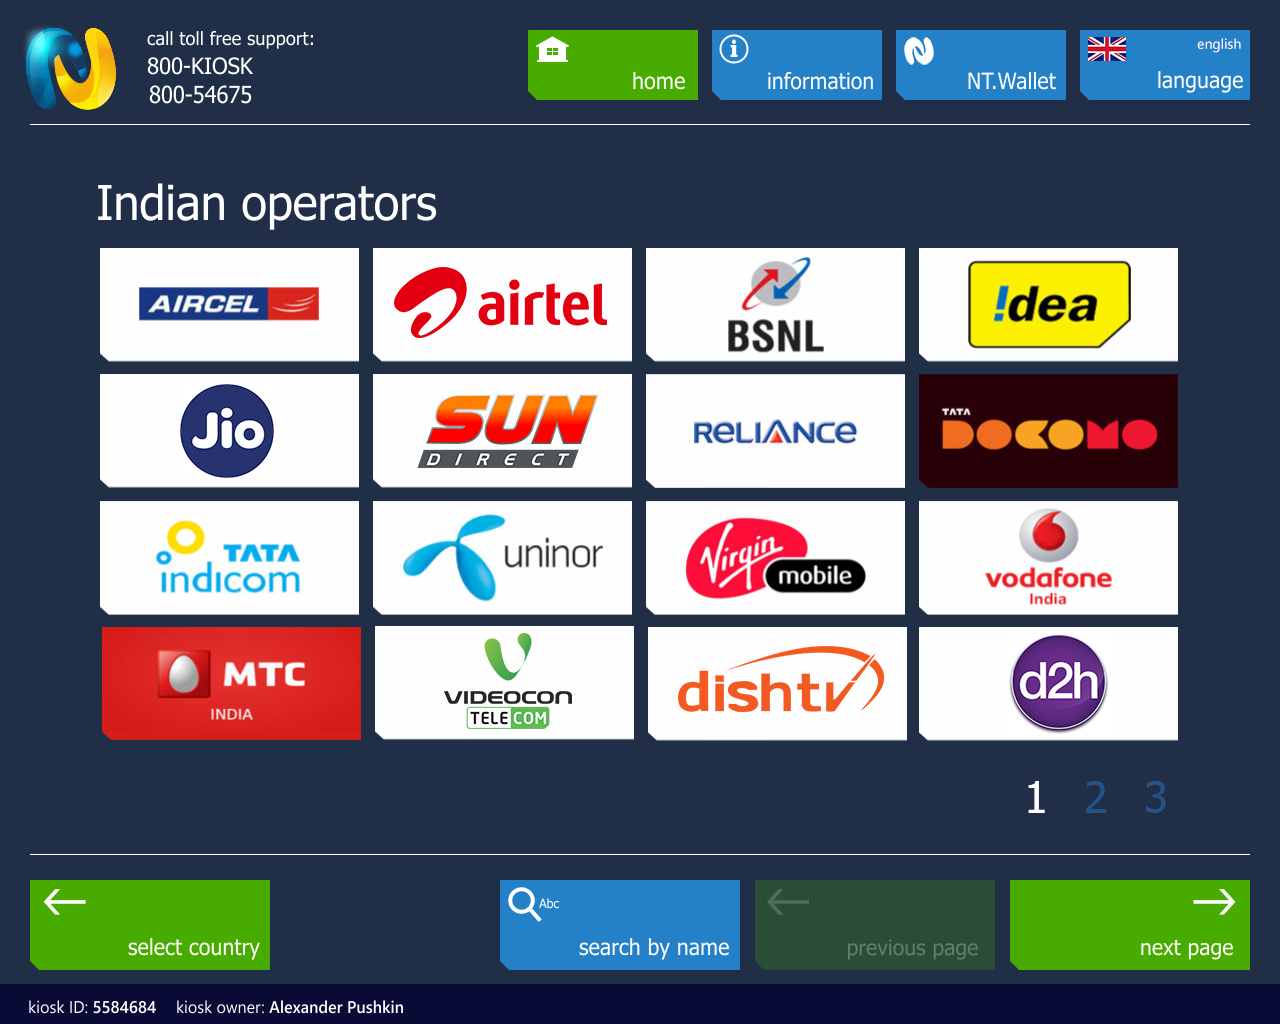 call toll free support:
800-KIOSK
800-54675
home
information
NT.Wallet
english
language
Indian operators
AIRCEL
airtel
BSNL
!dea
Jio
SUN
DIRECT
RELIANCE
TATA
DOCOMO
TATA
indicom
uninor
Virgin
mobile
vodafone
India
МТС
INDIA
VIDEOCON
TELECOM
dishtv
d2h
1 2 3
select country
Abc
search by name
previous page
next page
kiosk ID: 5584684 kiosk owner: Alexander Pushkin